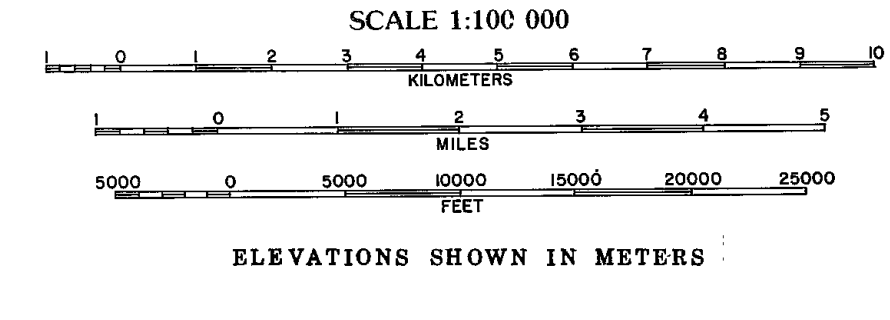 SCALE 1:100 000
1 0 1 2 3 4 5 6 7 8 9 10
KILOMETERS
1 0 1 2 3 4 5
MILES
5000 0 5000 10000 15000 20000 25000
FEET
ELEVATIONS SHOWN IN METERS